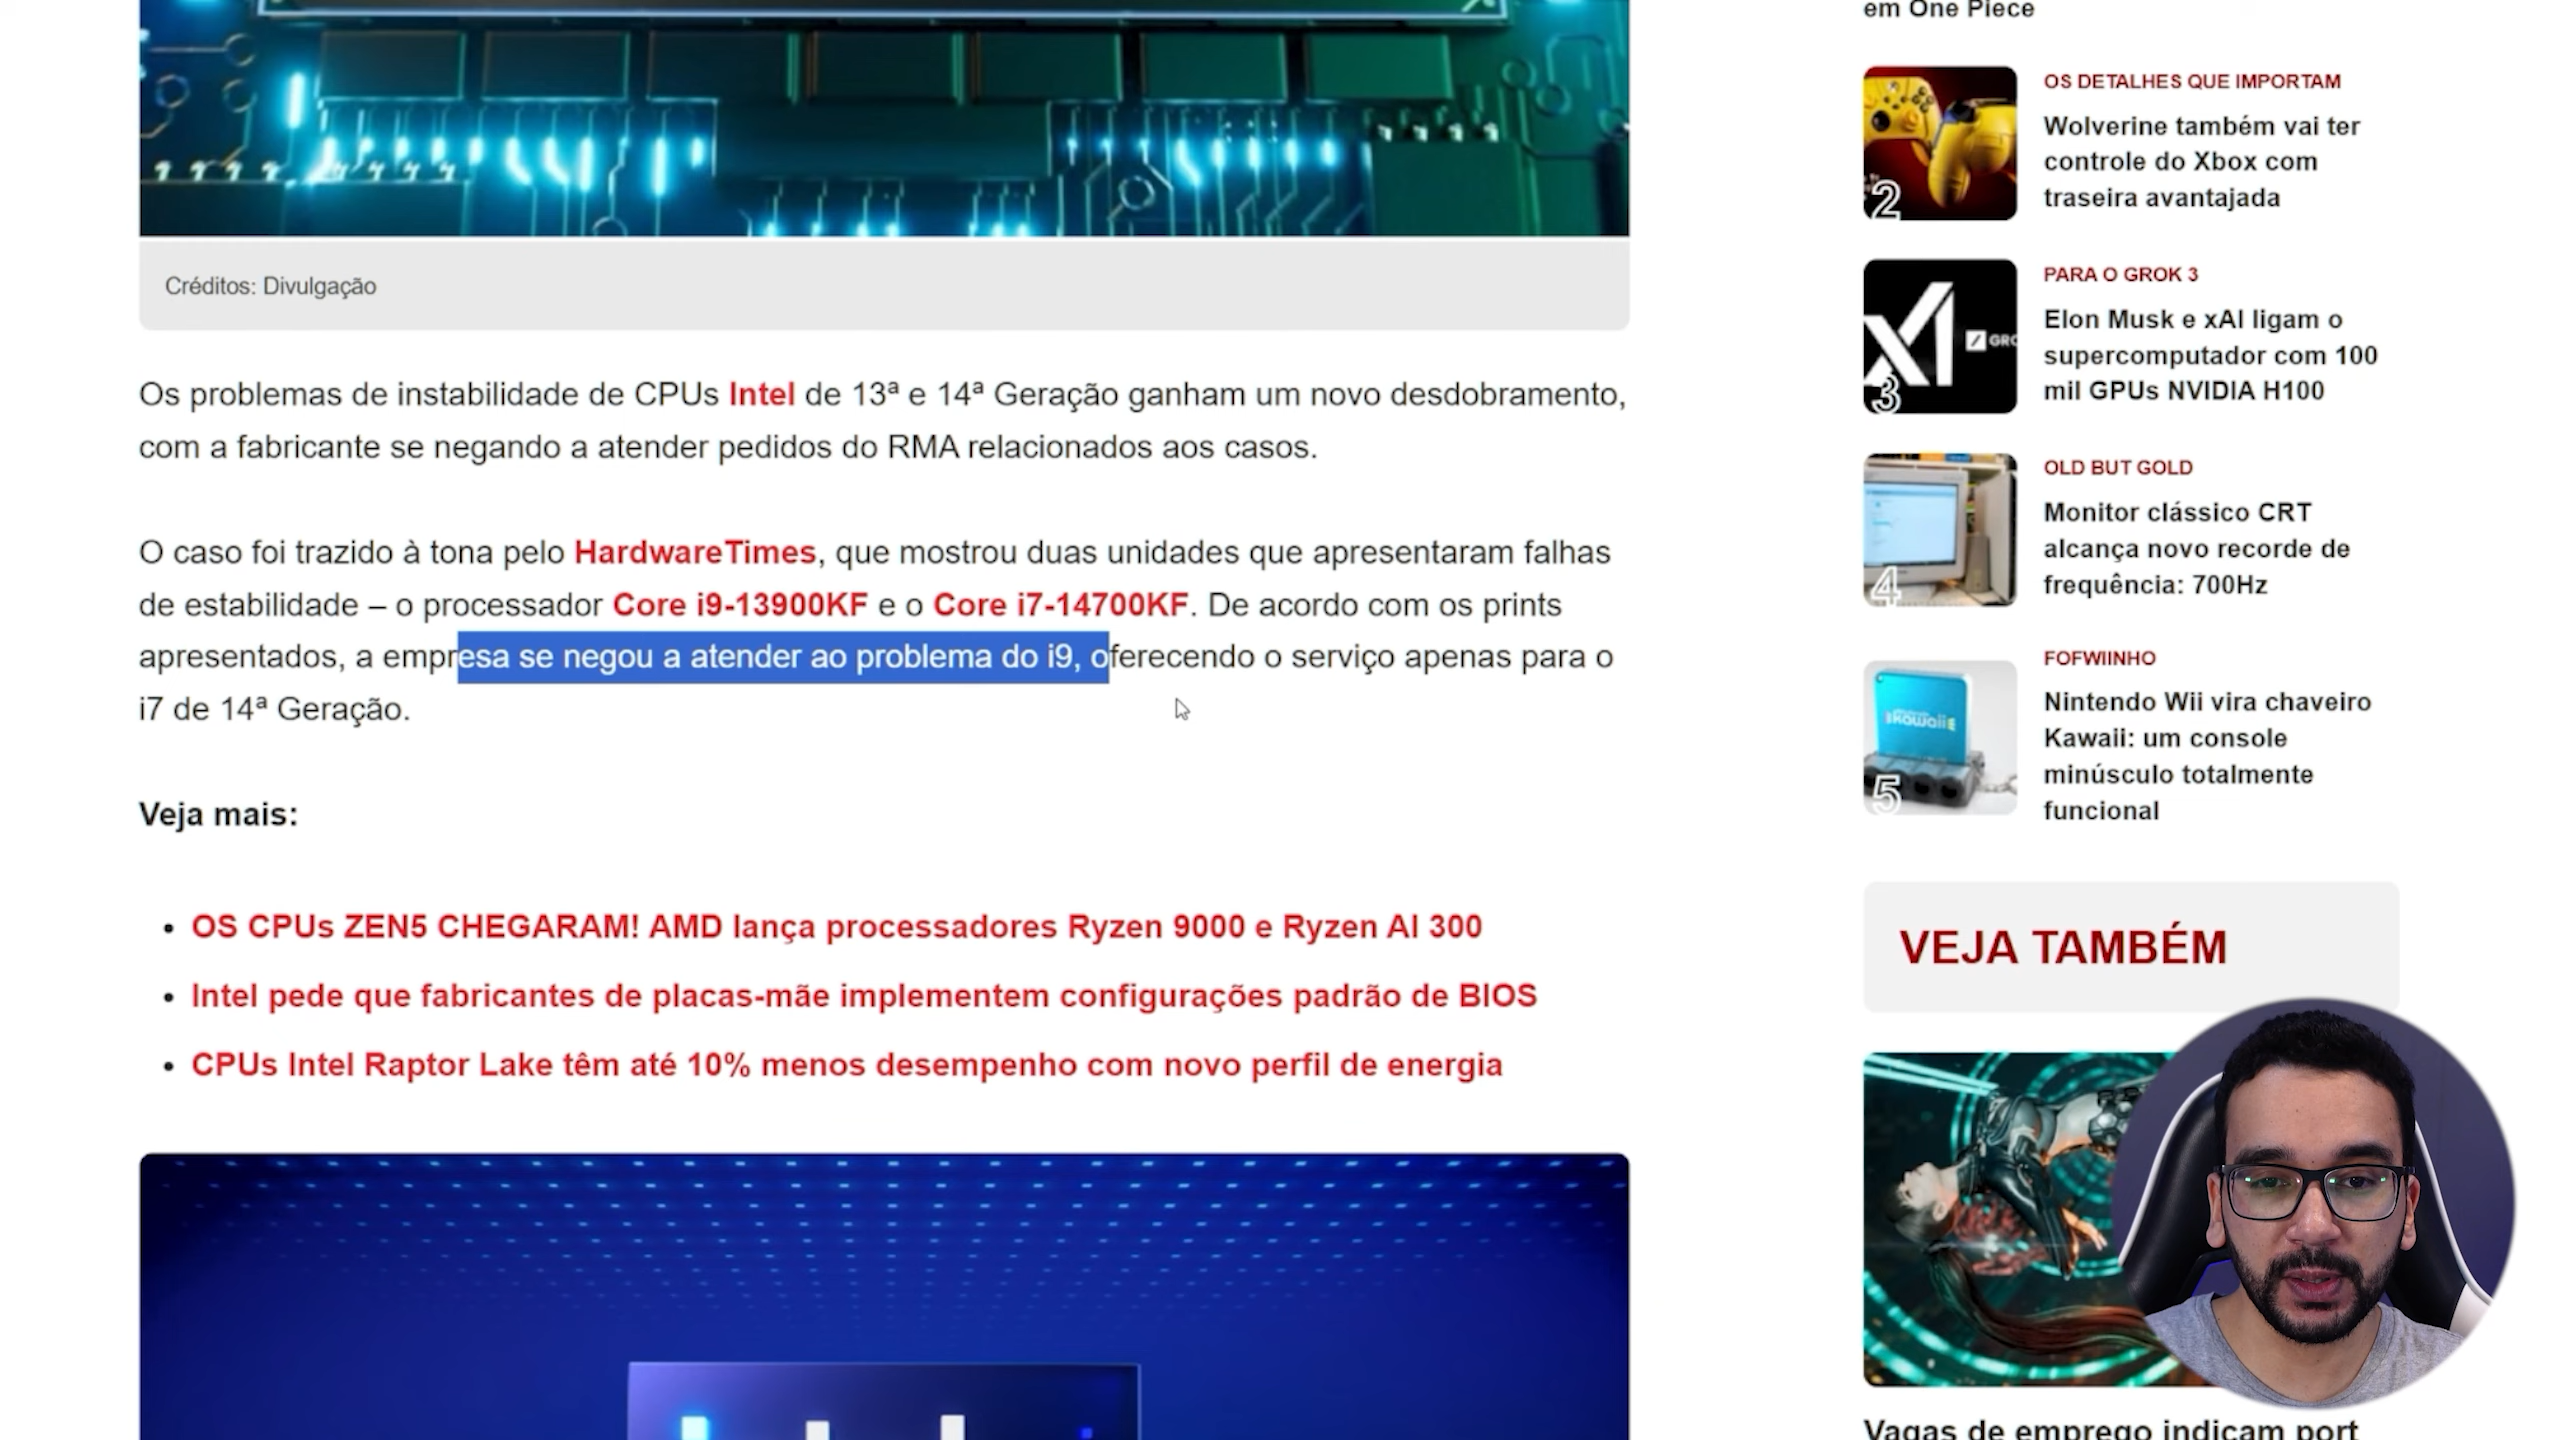 Créditos: Divulgação
Os problemas de instabilidade de CPUs Intel de 13ª e 14ª Geração ganham um novo desdobramento,
com a fabricante se negando a atender pedidos do RMA relacionados aos casos.
O caso foi trazido à tona pelo HardwareTimes, que mostrou duas unidades que apresentaram falhas
de estabilidade – o processador Core i9-13900KF e o Core i7-14700KF. De acordo com os prints
apresentados, a empresa se negou a atender ao problema do i9, oferecendo o serviço apenas para o
i7 de 14ª Geração.
Veja mais:
• OS CPUs ZEN5 CHEGARAM! AMD lança processadores Ryzen 9000 e Ryzen AI 300
• Intel pede que fabricantes de placas-mãe implementem configurações padrão de BIOS
• CPUs Intel Raptor Lake têm até 10% menos desempenho com novo perfil de energia
em One Piece
2
OS DETALHES QUE IMPORTAM
Wolverine também vai ter
controle do Xbox com
traseira avantajada
xAI
3
PARA O GROK 3
Elon Musk e xAI ligam o
supercomputador com 100
mil GPUs NVIDIA H100
4
OLD BUT GOLD
Monitor clássico CRT
alcança novo recorde de
frequência: 700Hz
kawaii
5
FOFWIINHO
Nintendo Wii vira chaveiro
Kawaii: um console
minúsculo totalmente
funcional
VEJA TAMBÉM
Vagas de emprego indicam port